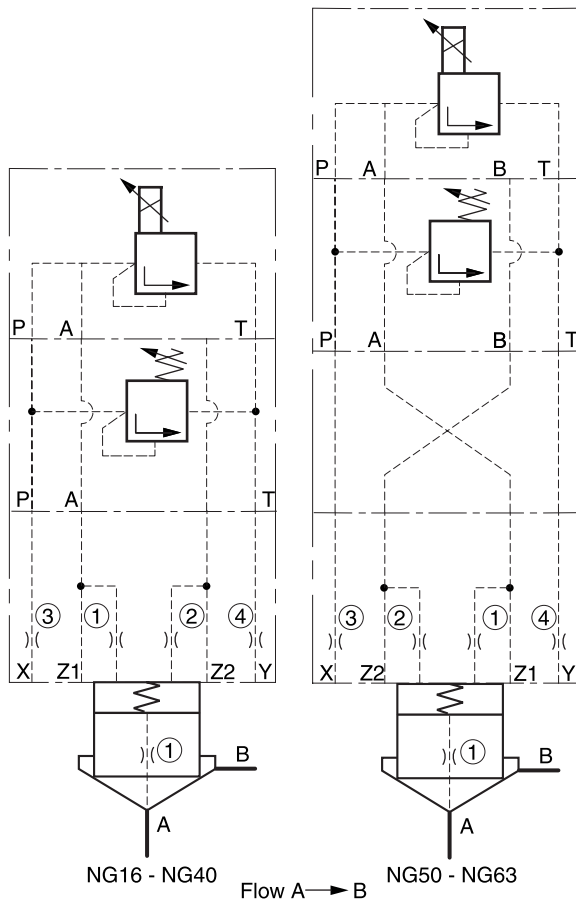 P A B T
P A T
P A B T
P A T
③ ① ② ④
③ ② ① ④
X Z1 Z2 Y
X Z2 Z1 Y
① B
① B
A
A
NG16 - NG40
NG50 - NG63
Flow A B